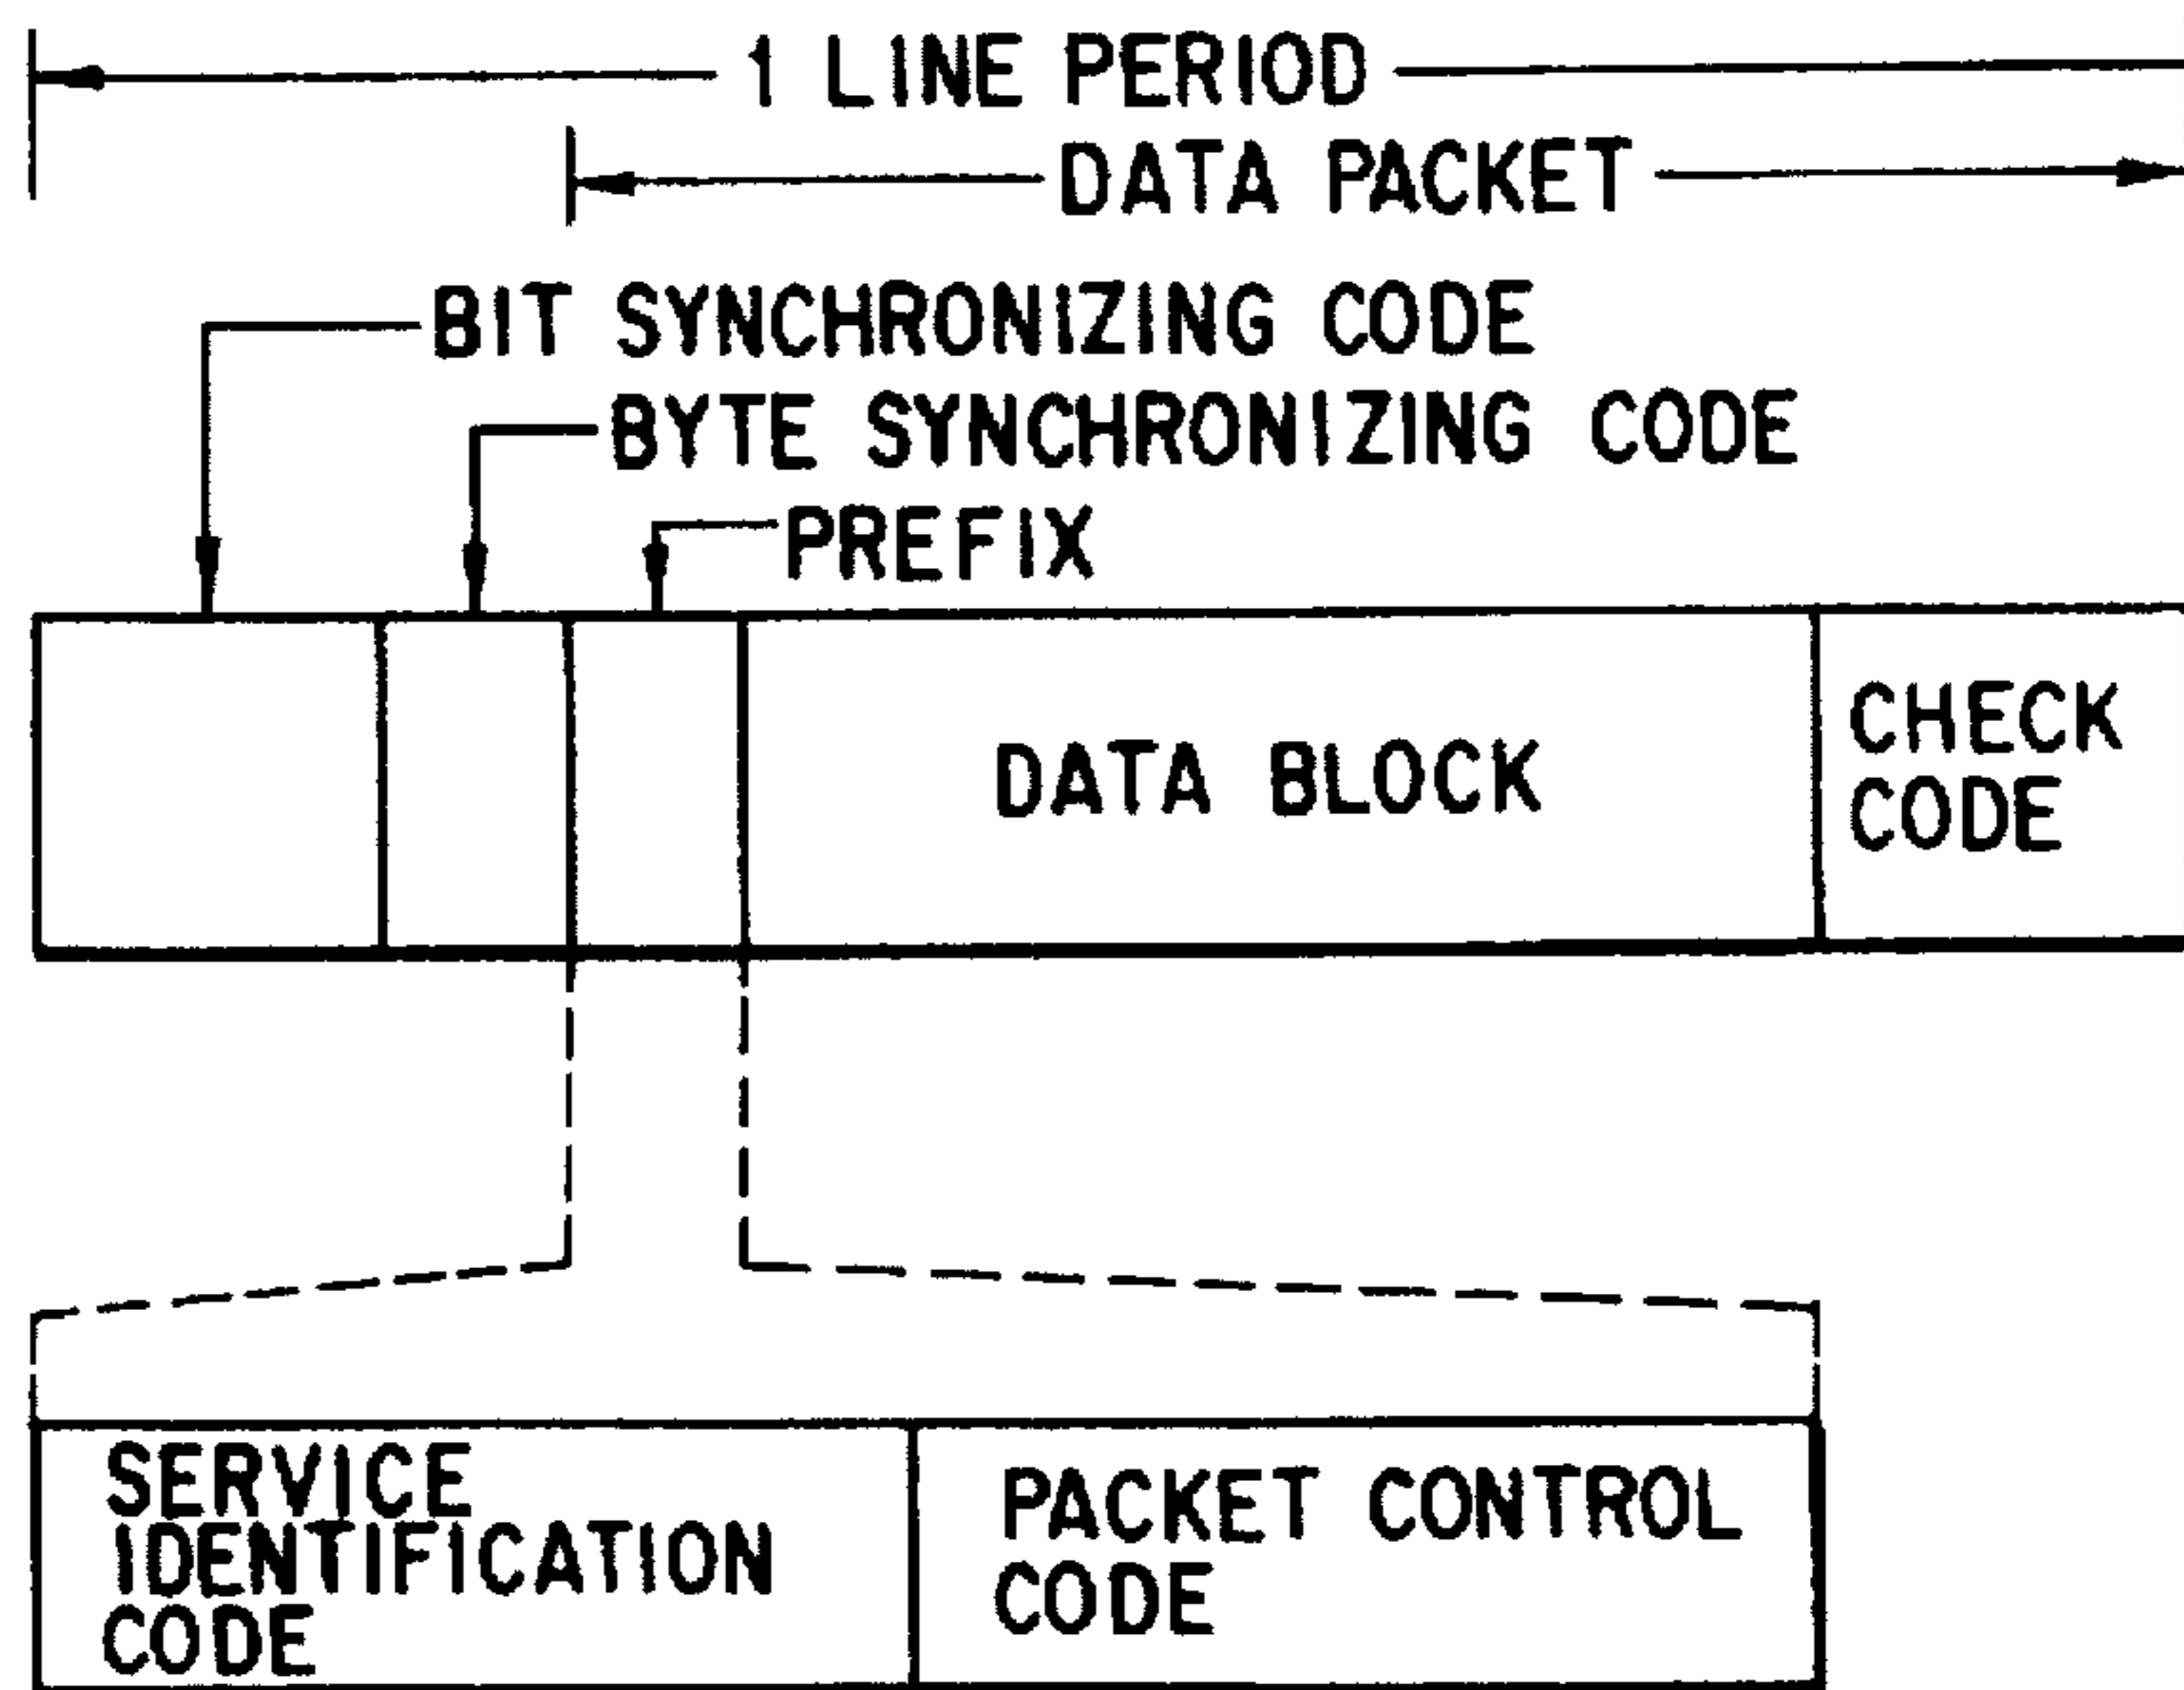 1 LINE PERIOD
DATA PACKET
BIT SYNCHRONIZING CODE
BYTE SYNCHRONIZING CODE
PREFIX
DATA BLOCK
CHECK
CODE
SERVICE
IDENTIFICATION
CODE
PACKET CONTROL
CODE